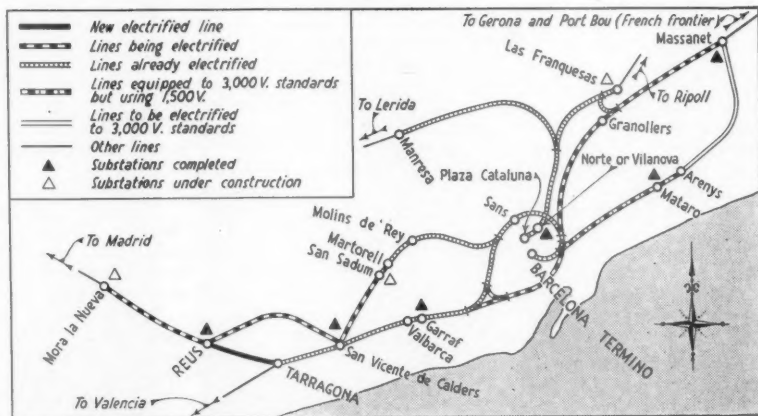 New electrified line
Lines being electrified
Lines already electrified
Lines equipped to 3,000 V. standards
but using 1,500 V.
Lines to be electrified
to 3,000 V. standards
Other lines
Substations completed
Substations under construction
To Gerona and Port Bou (French frontier)
Massanet
Las Franquesas
To Ripoll
To Lerida
Granollers
Manresa
Norte or Vilanova
Plaza Cataluna
Arenys
Mataro
Sans
Molins de Rey
Martorell
San Sadum
To Madrid
BARCELONA TERMINO
Mora la Nueva
REUS
Garraf
Valbarca
San Vicente de Calders
TARRAGONA
To Valencia